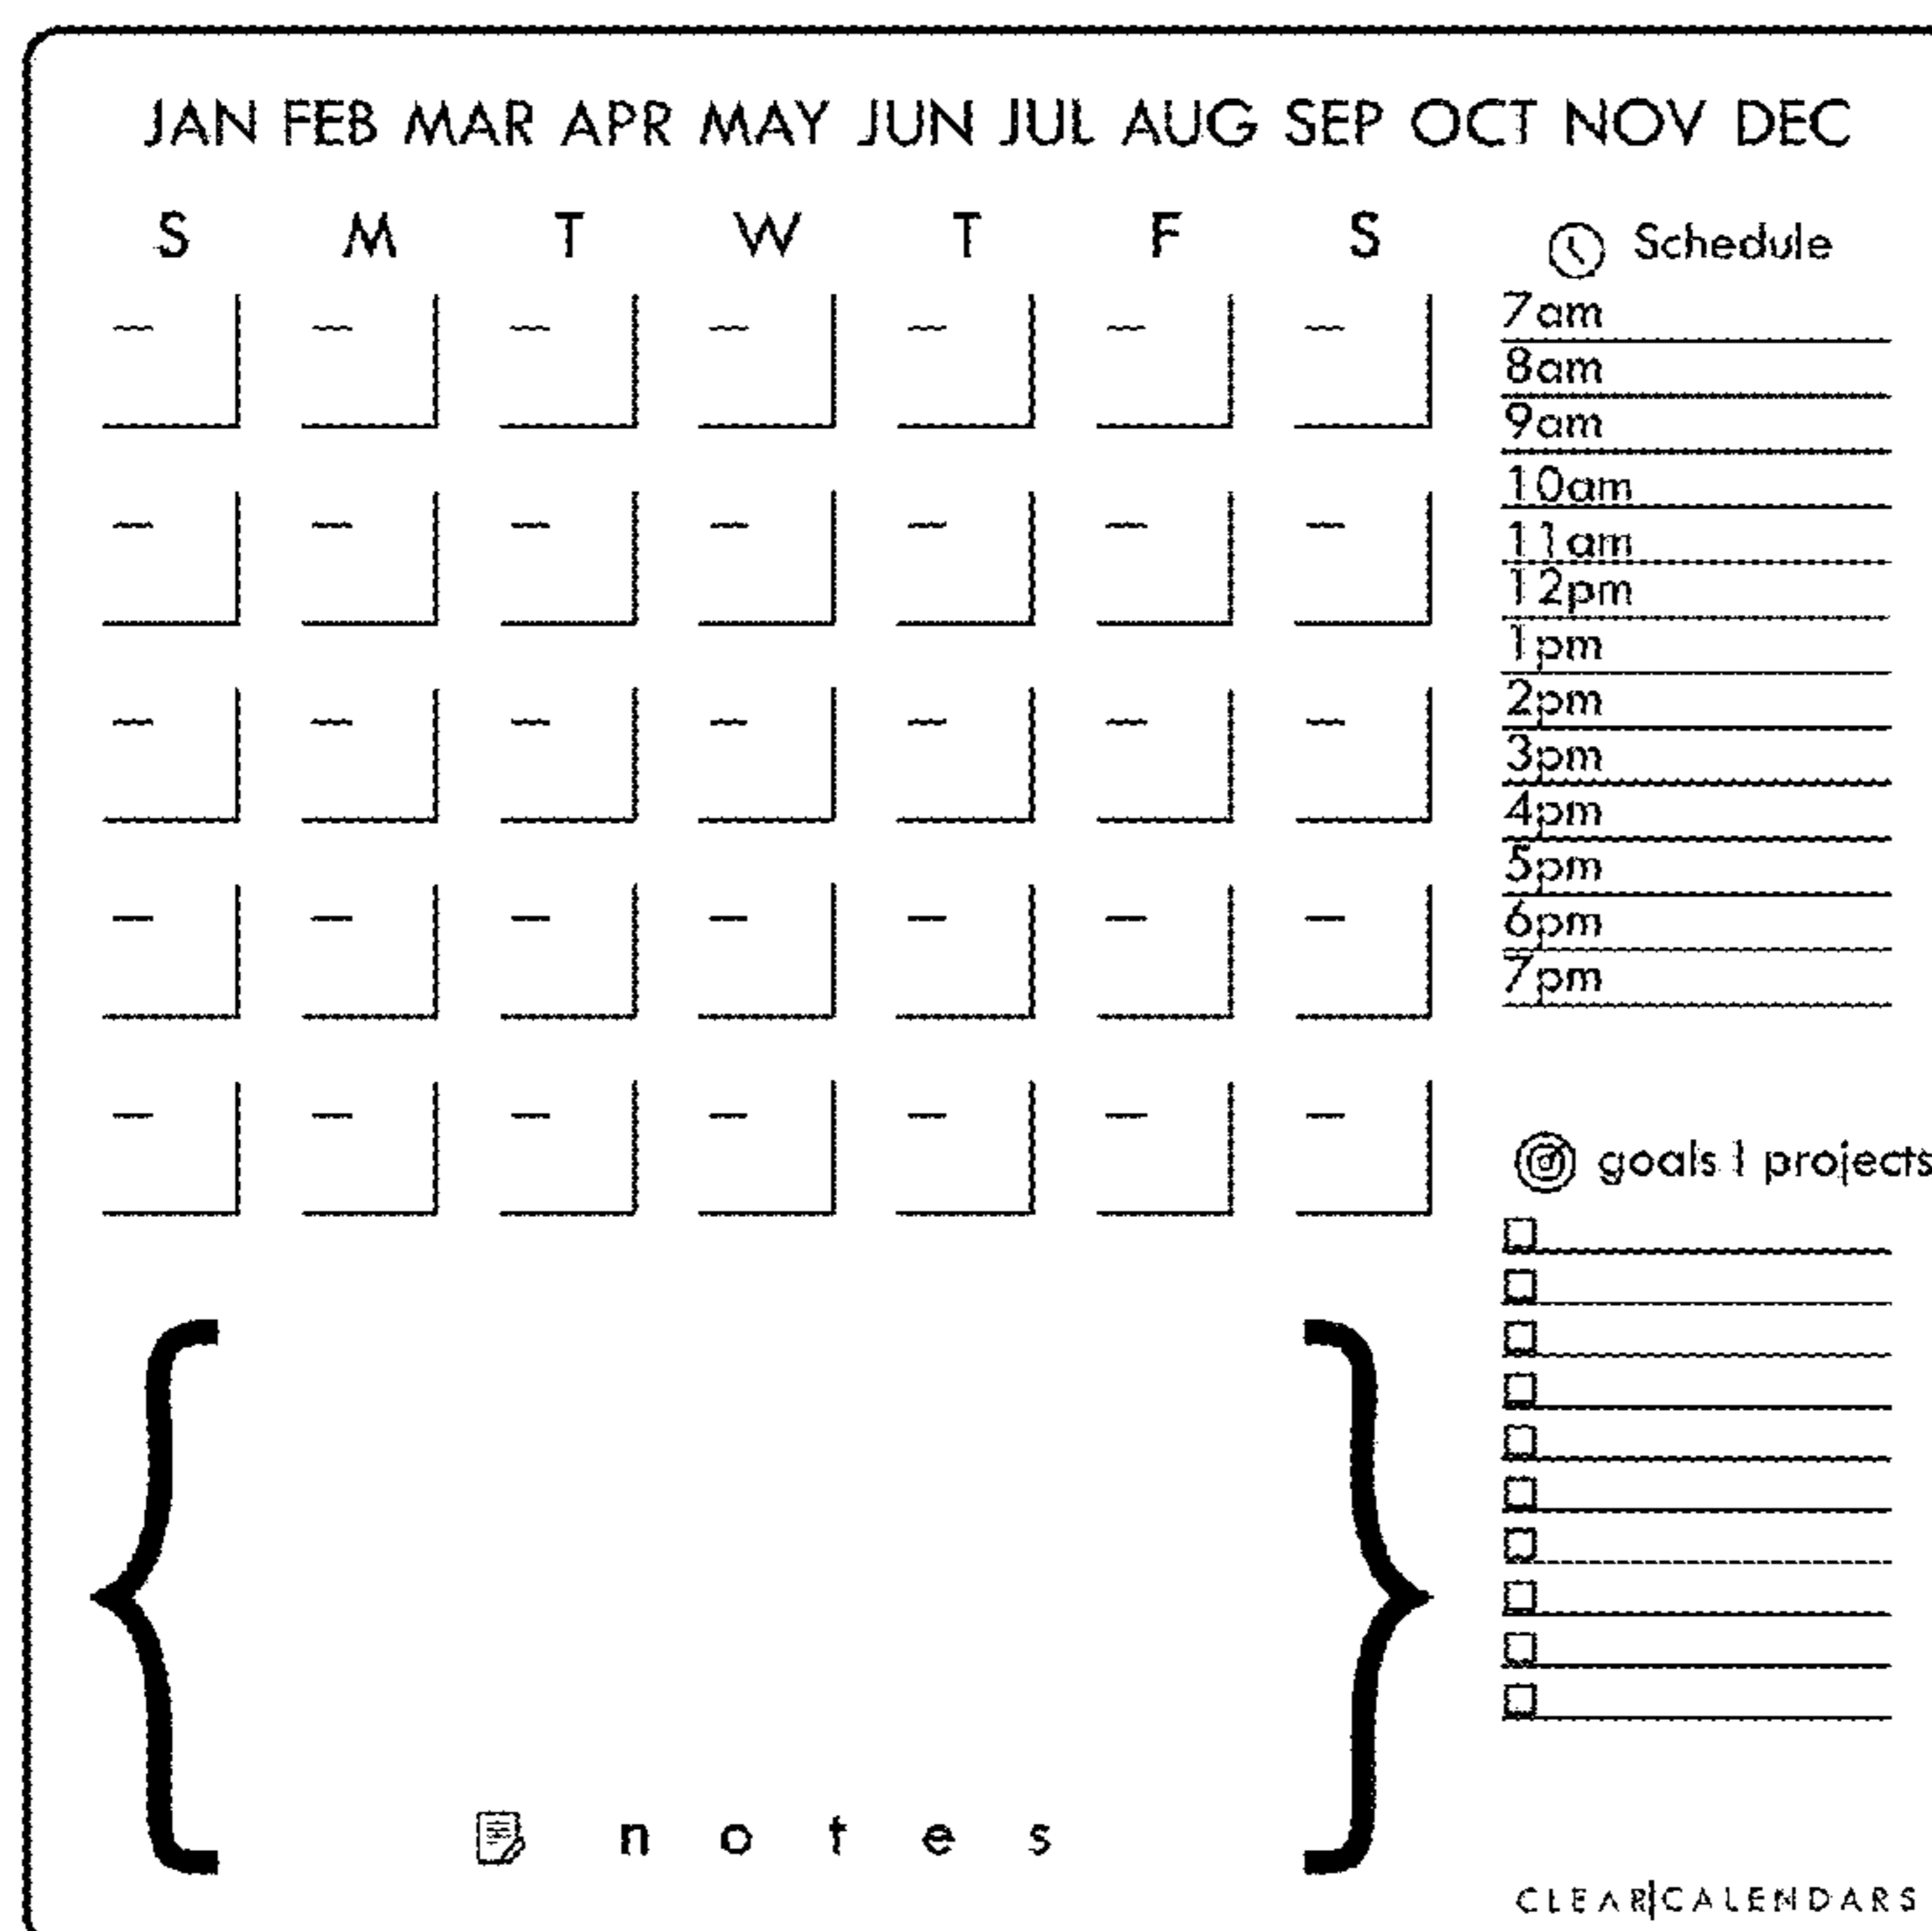 JAN FEB MAR APR MAY JUN JUL AUG SEP OCT NOV DEC
S M T W T F S
Schedule
7am
8am
9am
10am
11am
12pm
1pm
2pm
3pm
4pm
5pm
6pm
7pm
goals | projects
notes
CLEAR|CALENDARS